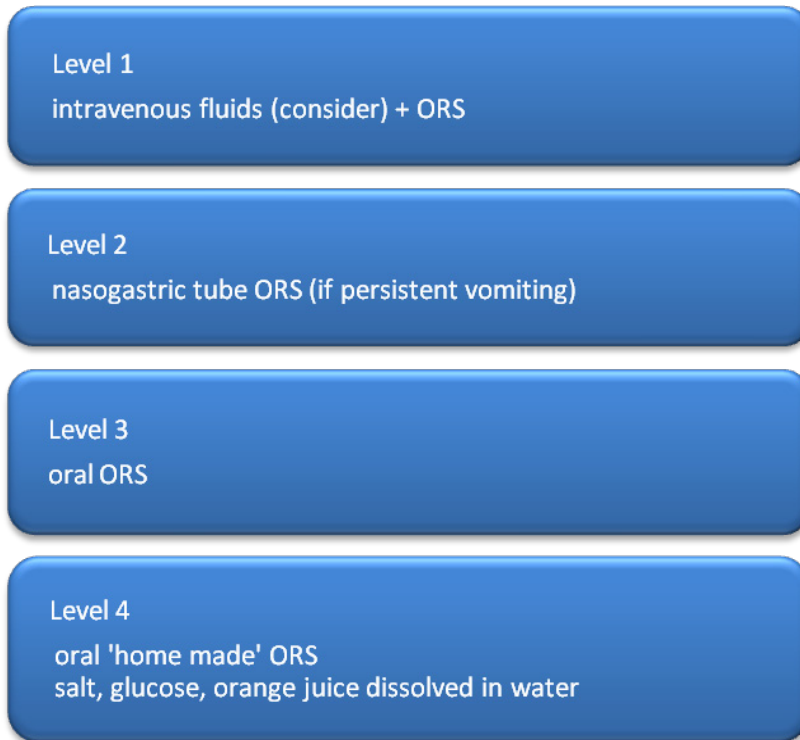 Level 1
intravenous fluids (consider) + ORS
Level 2
nasogastric tube ORS (if persistent vomiting)
Level 3
oral ORS
Level 4
oral 'home made' ORS
salt, glucose, orange juice dissolved in water